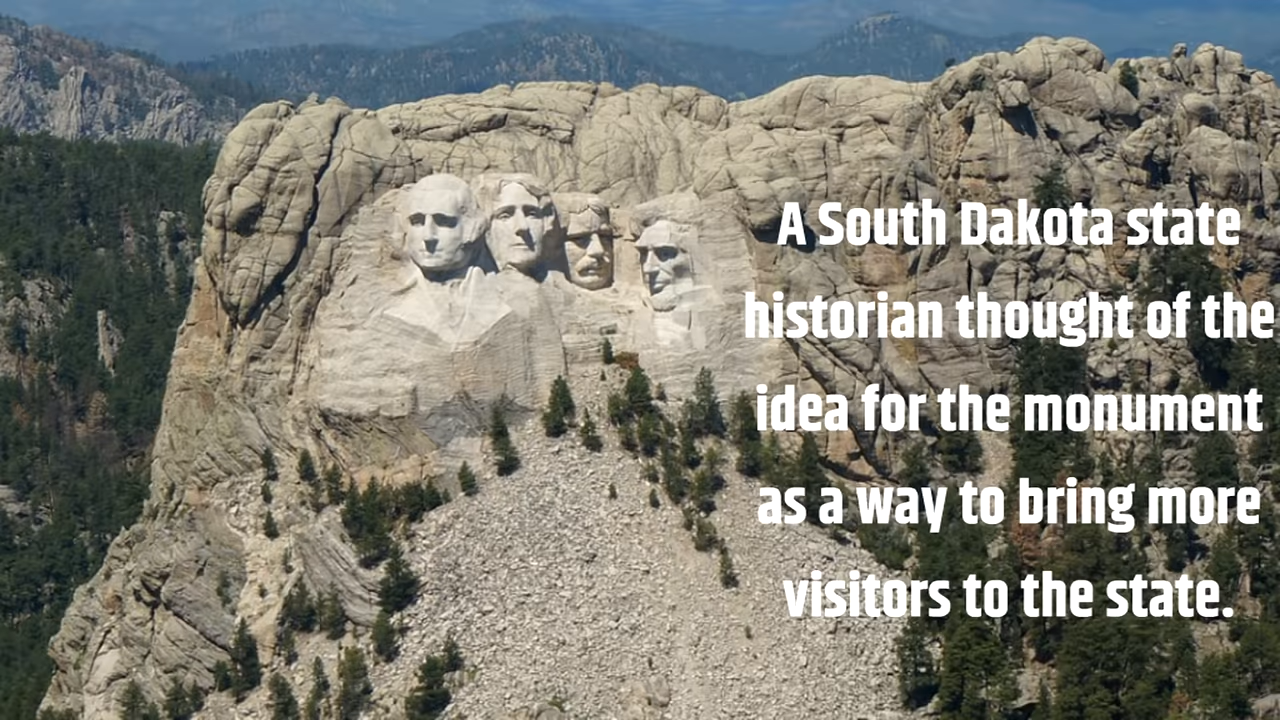 A South Dakota state
historian thought of the
idea for the monument
as a way to bring more
visitors to the state.